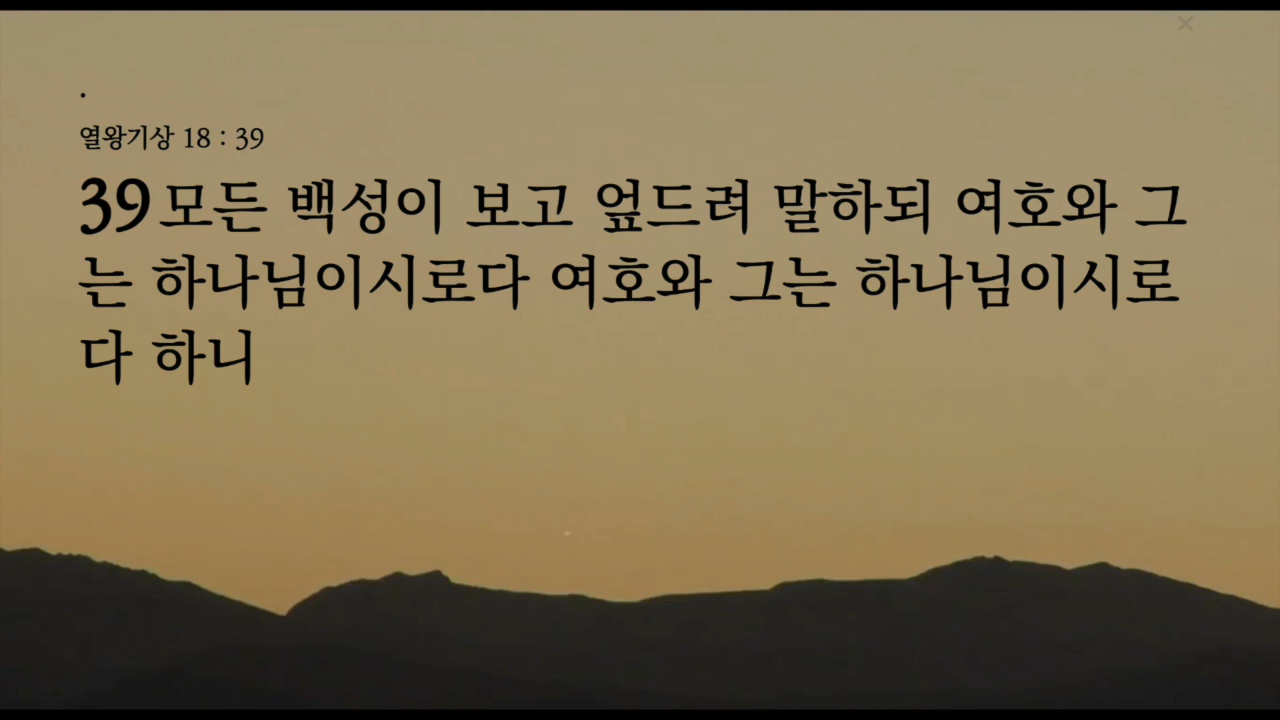 .
열왕기상 18 : 39
39 모든 백성이 보고 엎드려 말하되 여호와 그
는 하나님이시로다 여호와 그는 하나님이시로
다 하니